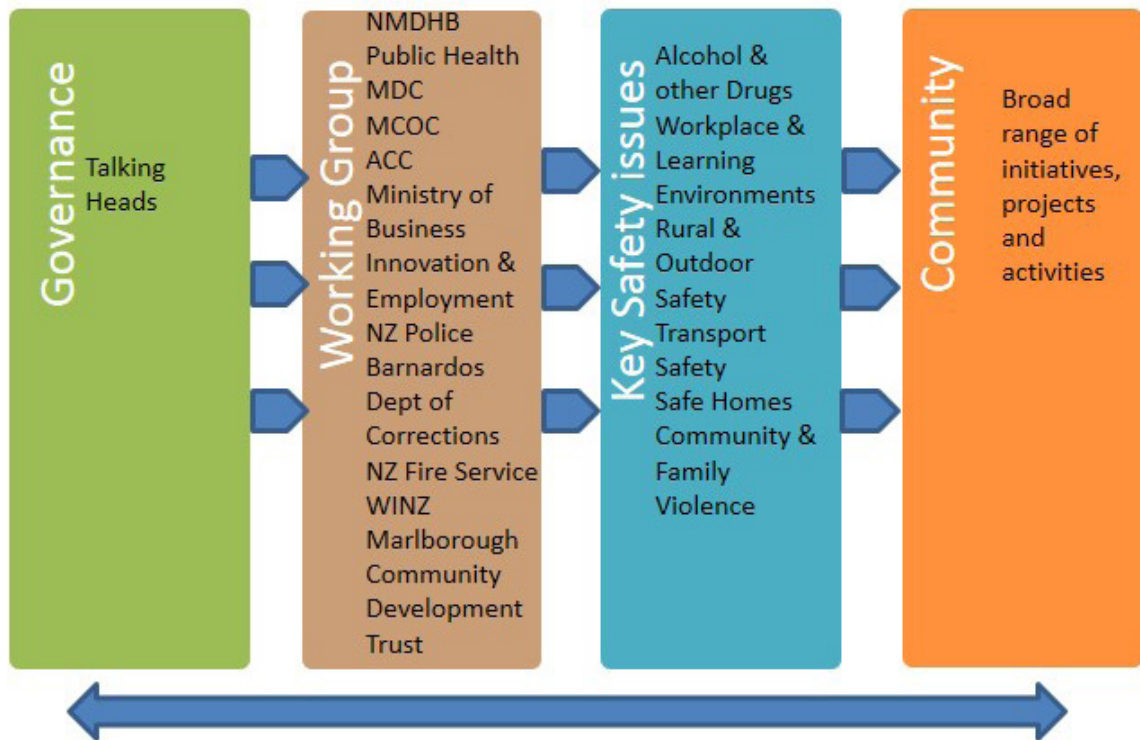 Governance
Talking
Heads
Working Group
NMDHB
Public Health
MDC
MCOC
ACC
Ministry of
Business
Innovation &
Employment
NZ Police
Barnardos
Dept of
Corrections
NZ Fire Service
WINZ
Marlborough
Community
Development
Trust
Key Safety issues
Alcohol &
other Drugs
Workplace &
Learning
Environments
Rural &
Outdoor
Safety
Transport
Safety
Safe Homes
Community &
Family
Violence
Community
Broad
range of
initiatives,
projects
and
activities